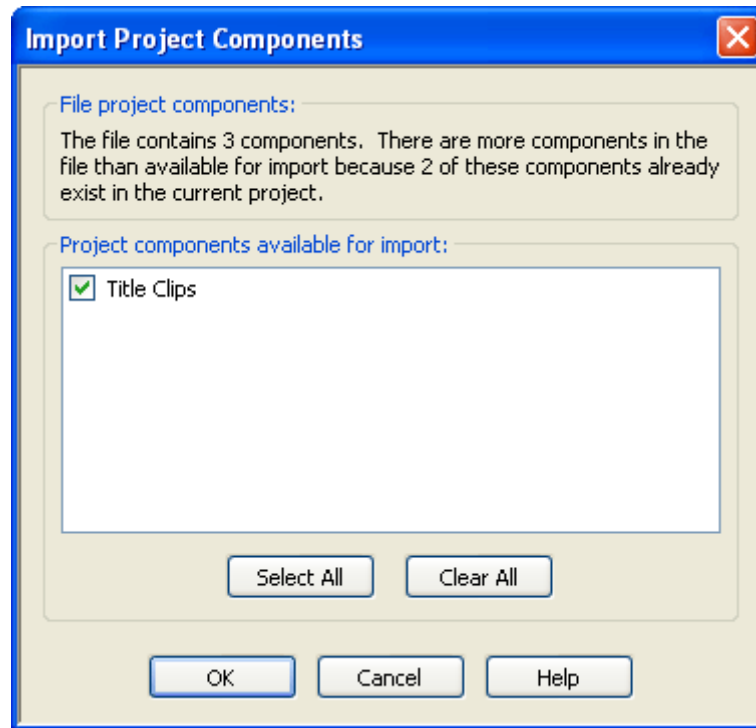 Import Project Components
File project components:
The file contains 3 components.  There are more components in the
file than available for import because 2 of these components already
exist in the current project.
Project components available for import:
Title Clips
Select All
Clear All
OK
Cancel
Help